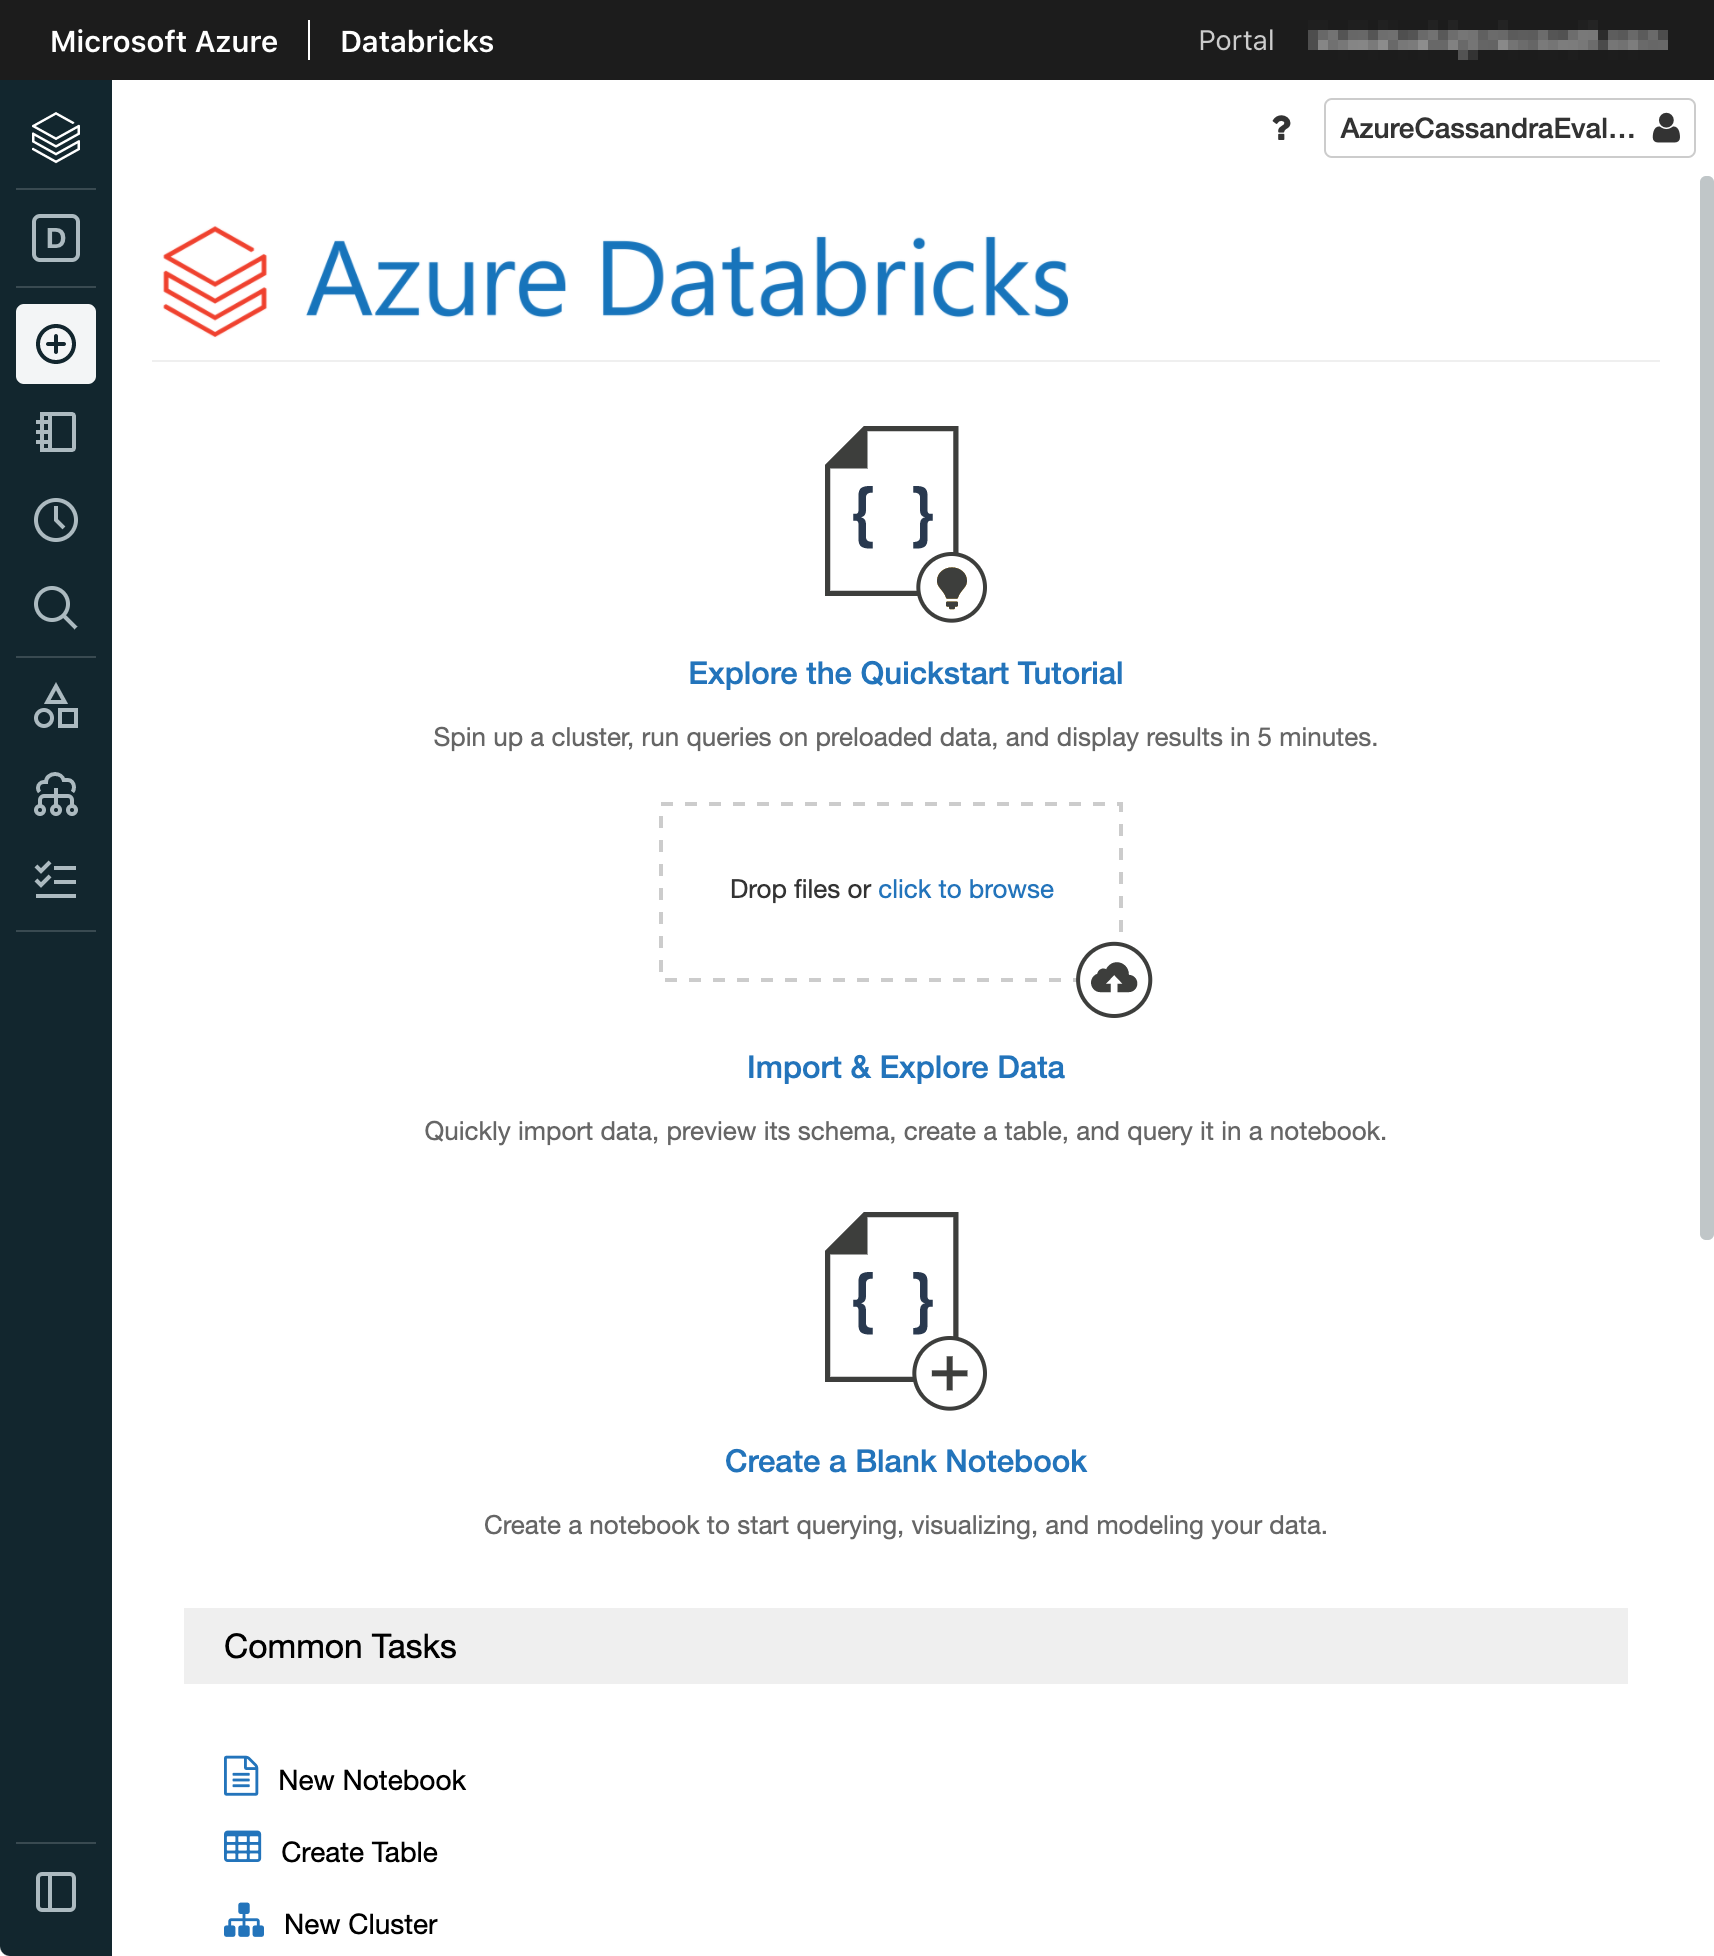 Microsoft Azure Databricks Portal
? AzureCassandraEval...
D
Azure Databricks
{ }
Explore the Quickstart Tutorial
Spin up a cluster, run queries on preloaded data, and display results in 5 minutes.
Drop files or click to browse
Import & Explore Data
Quickly import data, preview its schema, create a table, and query it in a notebook.
{ }
Create a Blank Notebook
Create a notebook to start querying, visualizing, and modeling your data.
Common Tasks
New Notebook
Create Table
New Cluster